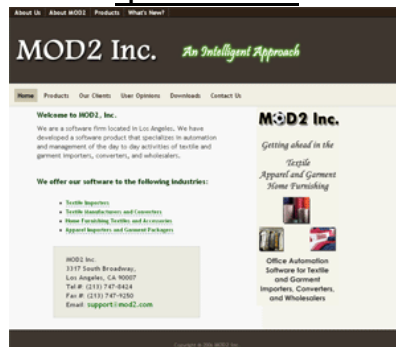 About Us | About MOD2 | Products | What's New?
MOD2 Inc.
An Intelligent Approach
Home Products Our Clients User Opinions Downloads Contact Us
Welcome to MOD2, Inc.
We are a software firm located in Los Angeles. We have
developed a software product that specializes in automation
and management of the day to day activities of textile and
garment importers, converters, and wholesalers.
We offer our software to the following industries:
Textile Importers
Textile Manufacturers and Converters
Home Furnishing Textiles and Accessories
Apparel Importers and Garment Packagers
MOD2 Inc.
3317 South Broadway,
Los Angeles, CA 90007
Tel #: (213) 747-8424
Fax #: (213) 747-9250
Email: support@mod2.com
MOD2 Inc.
Getting ahead in the
Textile
Apparel and Garment
Home Furnishing
Office Automation
Software for Textile
and Garment
Importers, Converters,
and Wholesalers
Copyright © 2006 MOD2 Inc.